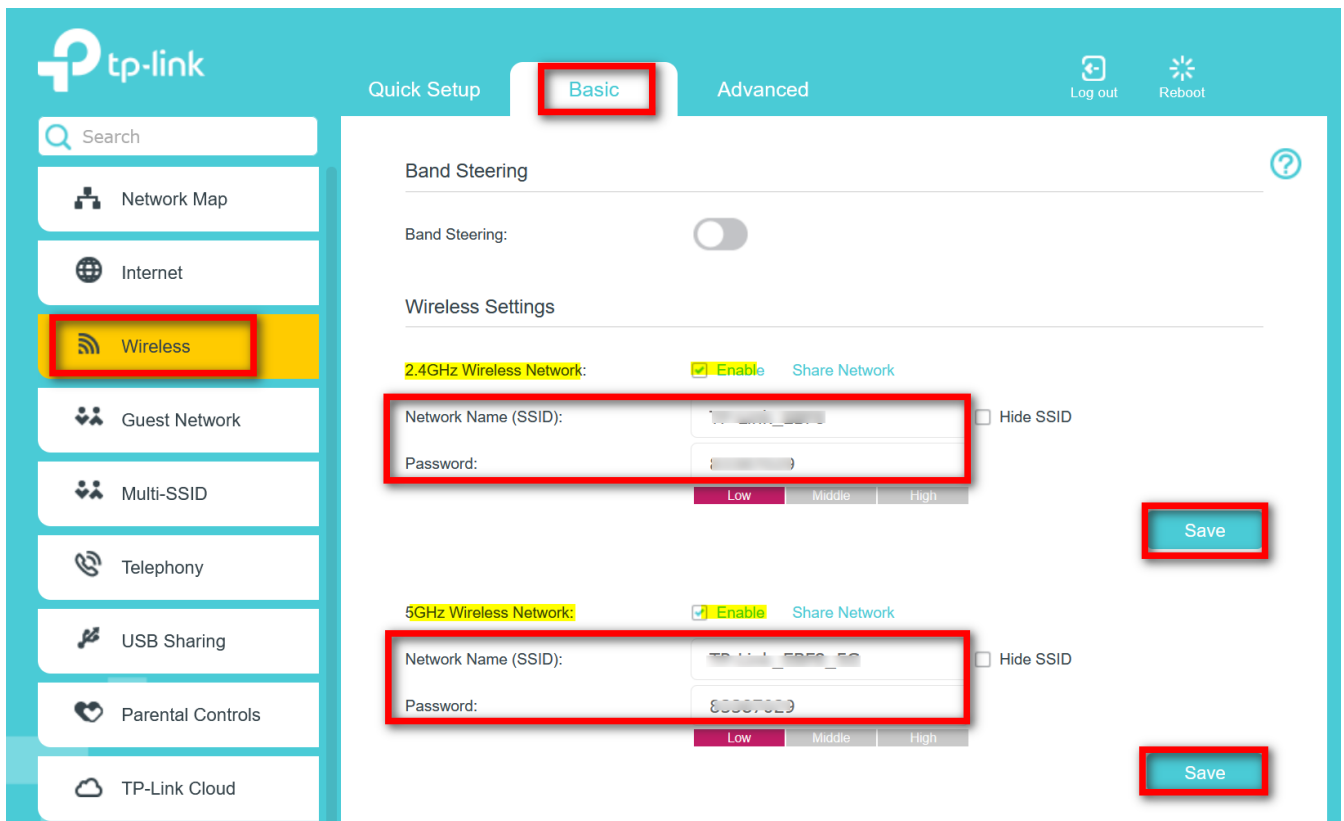 tp-link
Quick Setup
Basic
Advanced
Log out
Reboot
Search
Network Map
Internet
Wireless
Guest Network
Multi-SSID
Telephony
USB Sharing
Parental Controls
TP-Link Cloud
Band Steering
Band Steering:
Wireless Settings
2.4GHz Wireless Network: Enable Share Network
Network Name (SSID): Hide SSID
Password:
Low Middle High
Save
5GHz Wireless Network: Enable Share Network
Network Name (SSID): Hide SSID
Password:
Low Middle High
Save